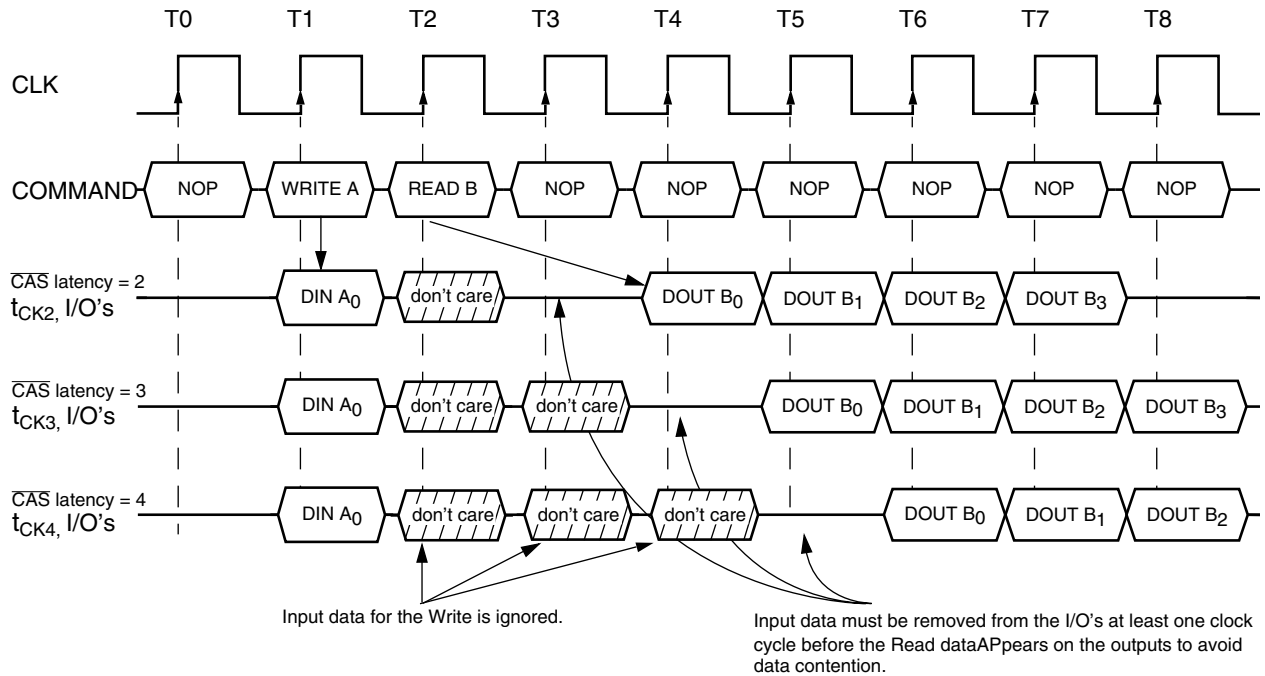 T0 T1 T2 T3 T4 T5 T6 T7 T8
CLK
COMMAND NOP WRITE A READ B NOP NOP NOP NOP NOP NOP
CAS latency = 2
tCK2, I/O's DIN A0 don't care DOUT B0 DOUT B1 DOUT B2 DOUT B3
CAS latency = 3
tCK3, I/O's DIN A0 don't care don't care DOUT B0 DOUT B1 DOUT B2 DOUT B3
CAS latency = 4
tCK4, I/O's DIN A0 don't care don't care don't care DOUT B0 DOUT B1 DOUT B2
Input data for the Write is ignored.
Input data must be removed from the I/O's at least one clock
cycle before the Read dataAPpears on the outputs to avoid
data contention.